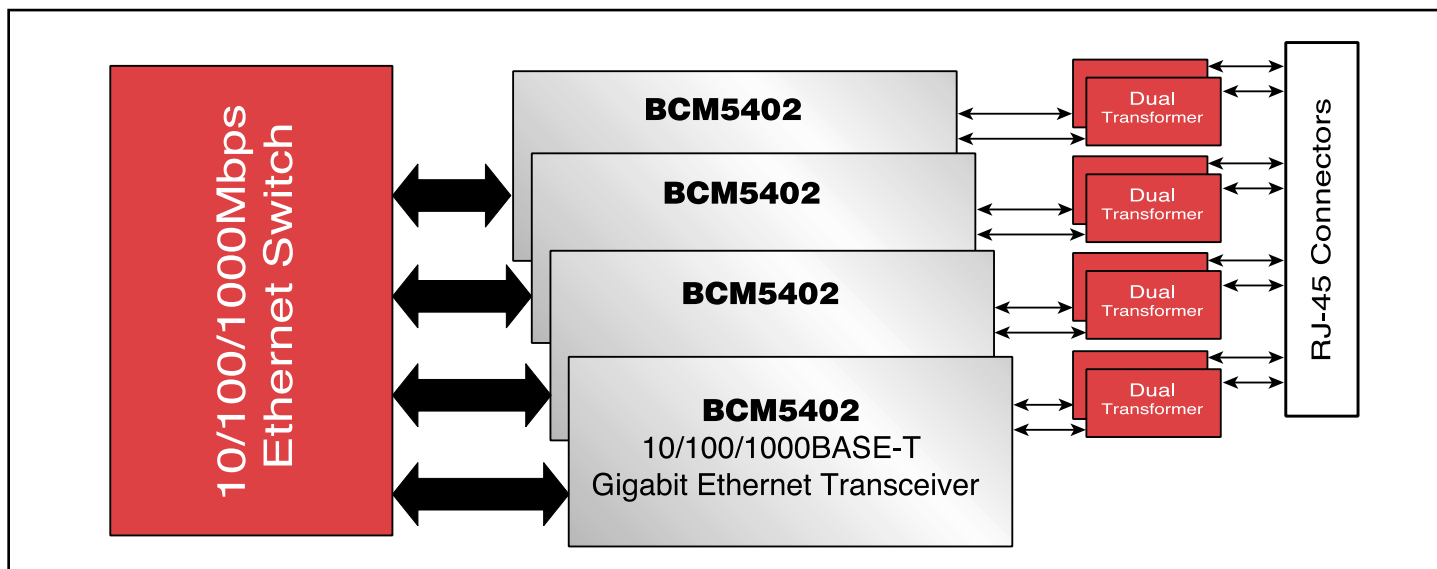 10/100/1000Mbps
Ethernet Switch
BCM5402
BCM5402
BCM5402
BCM5402
10/100/1000BASE-T
Gigabit Ethernet Transceiver
Dual
Transformer
Dual
Transformer
Dual
Transformer
Dual
Transformer
RJ-45 Connectors